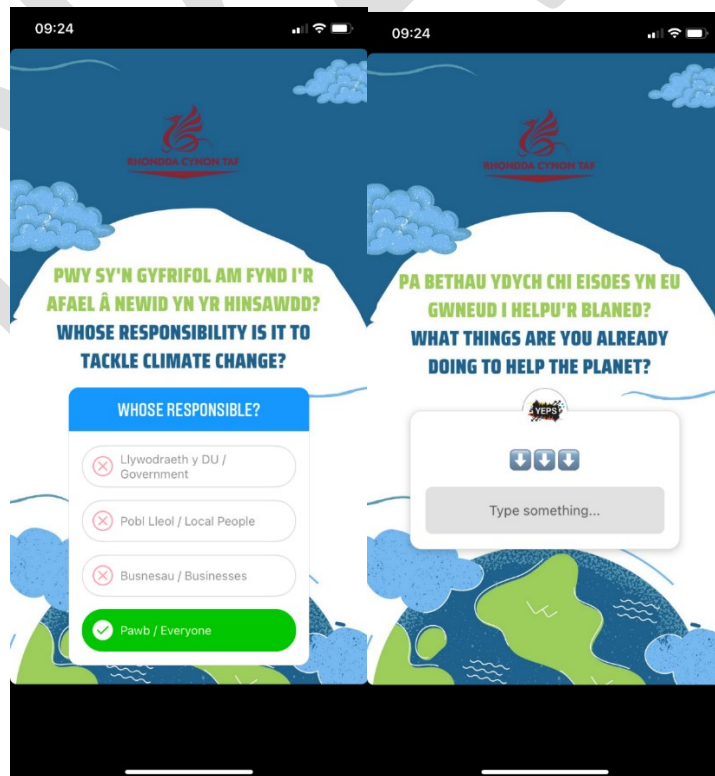 09:24
RHONDDA CYNON TAF
PWY SY'N GYFRIFOL AM FYND I'R
AFAEL Â NEWID YN YR HINSAWDD?
WHOSE RESPONSIBILITY IS IT TO
TACKLE CLIMATE CHANGE?
WHOSE RESPONSIBLE?
Llywodraeth y DU /
Government
Pobl Lleol / Local People
Busnesau / Businesses
Pawb / Everyone
09:24
RHONDDA CYNON TAF
PA BETHAU YDYCH CHI EISOES YN EU
GWNEUD I HELPU'R BLANED?
WHAT THINGS ARE YOU ALREADY
DOING TO HELP THE PLANET?
YEPS
Type something...